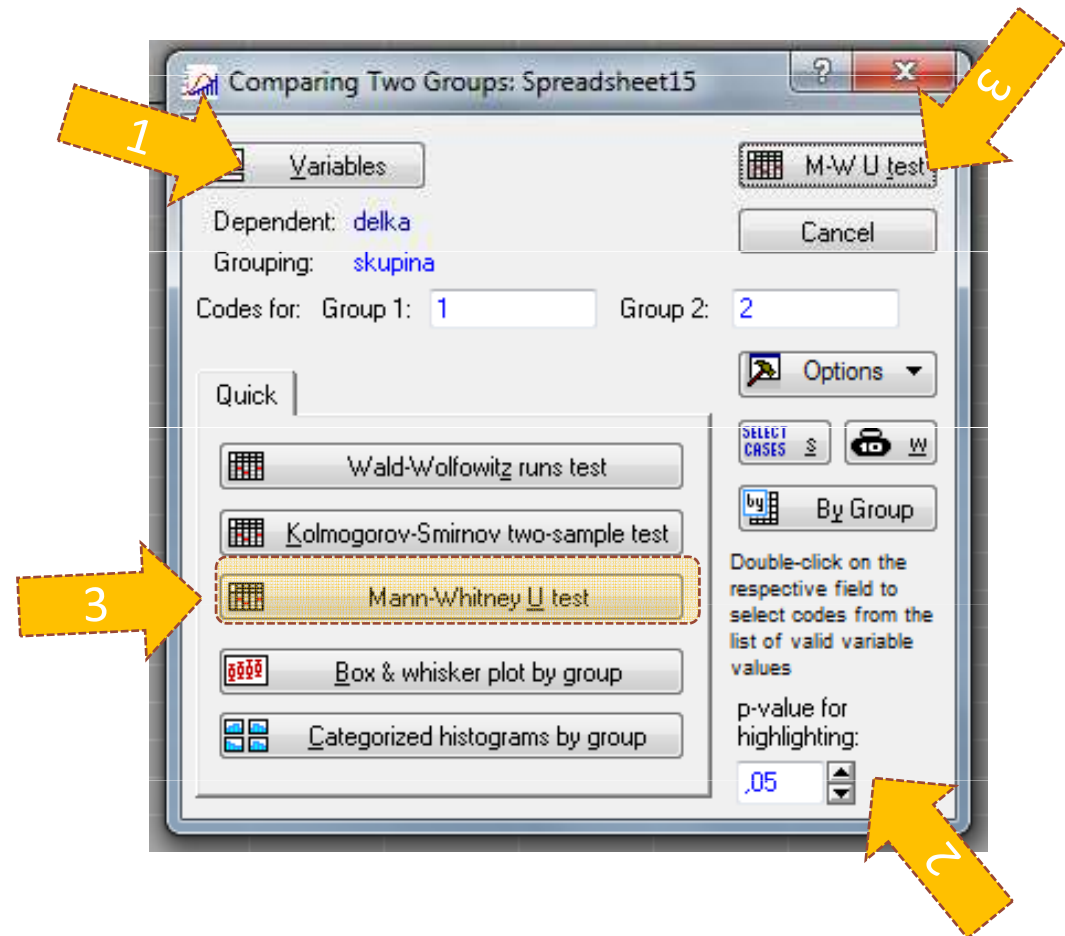 Comparing Two Groups: Spreadsheet15
?
x
3
1
Variables
M-W U test
Dependent: delka
Cancel
Grouping: skupina
Codes for: Group 1: 1 Group 2: 2
Options
Quick
SELECT CASES S
10 W
Wald-Wolfowitz runs test
by By Group
Kolmogorov-Smirnov two-sample test
3
Mann-Whitney U test
Double-click on the
respective field to
select codes from the
list of valid variable
values
Box & whisker plot by group
Categorized histograms by group
p-value for
highlighting:
,05
2